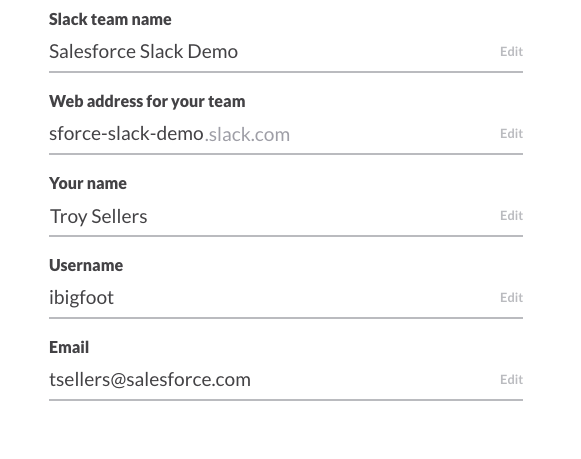 Slack team name
Salesforce Slack Demo Edit
Web address for your team
sforce-slack-demo.slack.com Edit
Your name
Troy Sellers Edit
Username
ibigfoot Edit
Email
tsellers@salesforce.com Edit